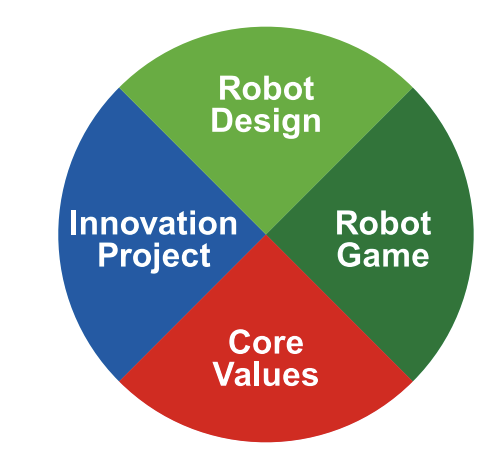 Robot
Design
Innovation
Project
Robot
Game
Core
Values